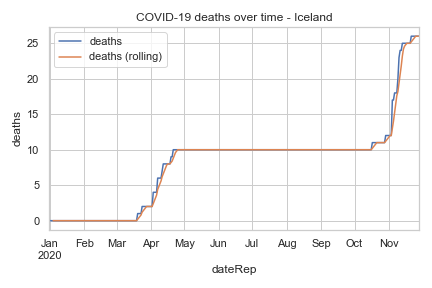 COVID-19 deaths over time - Iceland
deaths
deaths (rolling)
deaths
25
20
15
10
5
0
Jan Feb Mar Apr May Jun Jul Aug Sep Oct Nov
2020
dateRep